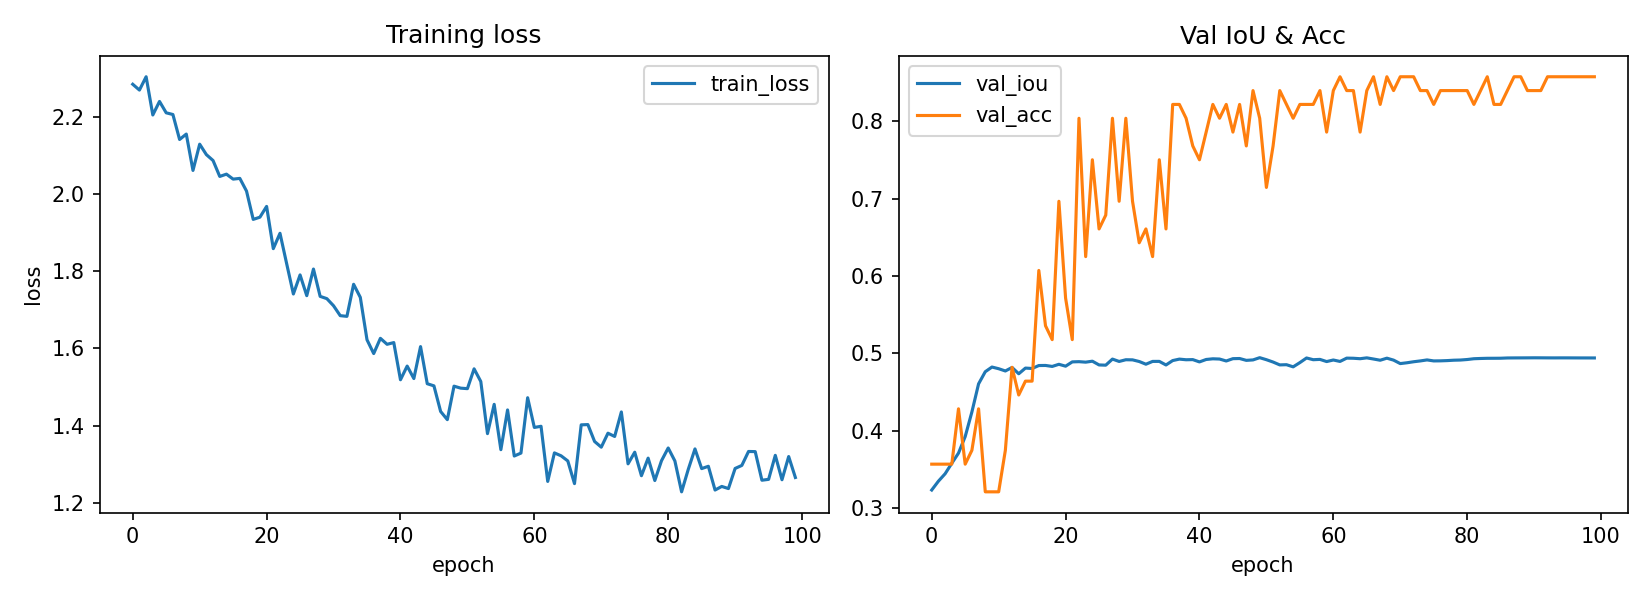 Training loss
train_loss
2.2
2.0
1.8
1.6
1.4
1.2
loss
0 20 40 60 80 100
epoch
Val IoU & Acc
val_iou
val_acc
0.8
0.7
0.6
0.5
0.4
0.3
0 20 40 60 80 100
epoch